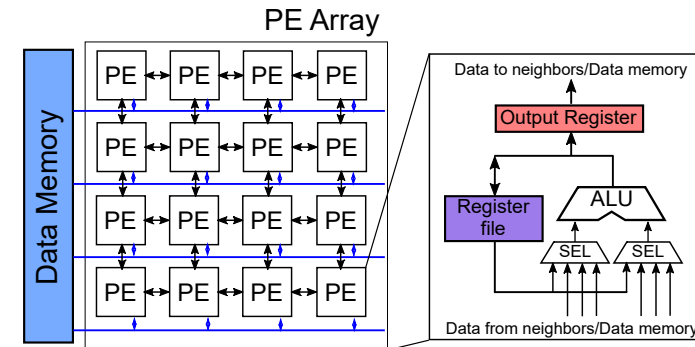 PE Array
Data Memory
PE PE PE PE
PE PE PE PE
PE PE PE PE
PE PE PE PE
Data to neighbors/Data memory
Output Register
Register
file
ALU
SEL SEL
Data from neighbors/Data memory